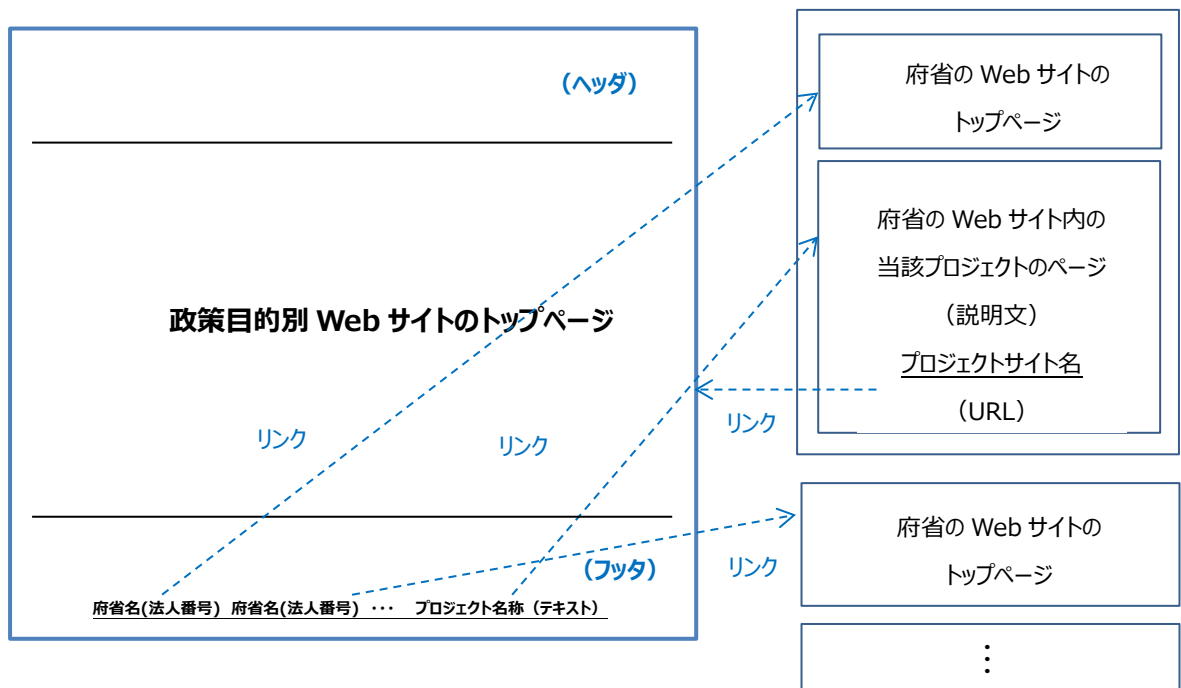 （ヘッダ）
政策目的別 Web サイトのトップページ
リンク
リンク
（フッタ）
府省名(法人番号) 府省名(法人番号) ・・・ プロジェクト名称（テキスト）
府省の Web サイトの
トップページ
府省の Web サイト内の
当該プロジェクトのページ
（説明文）
プロジェクトサイト名
（URL）
リンク
府省の Web サイトの
トップページ
リンク
⋮